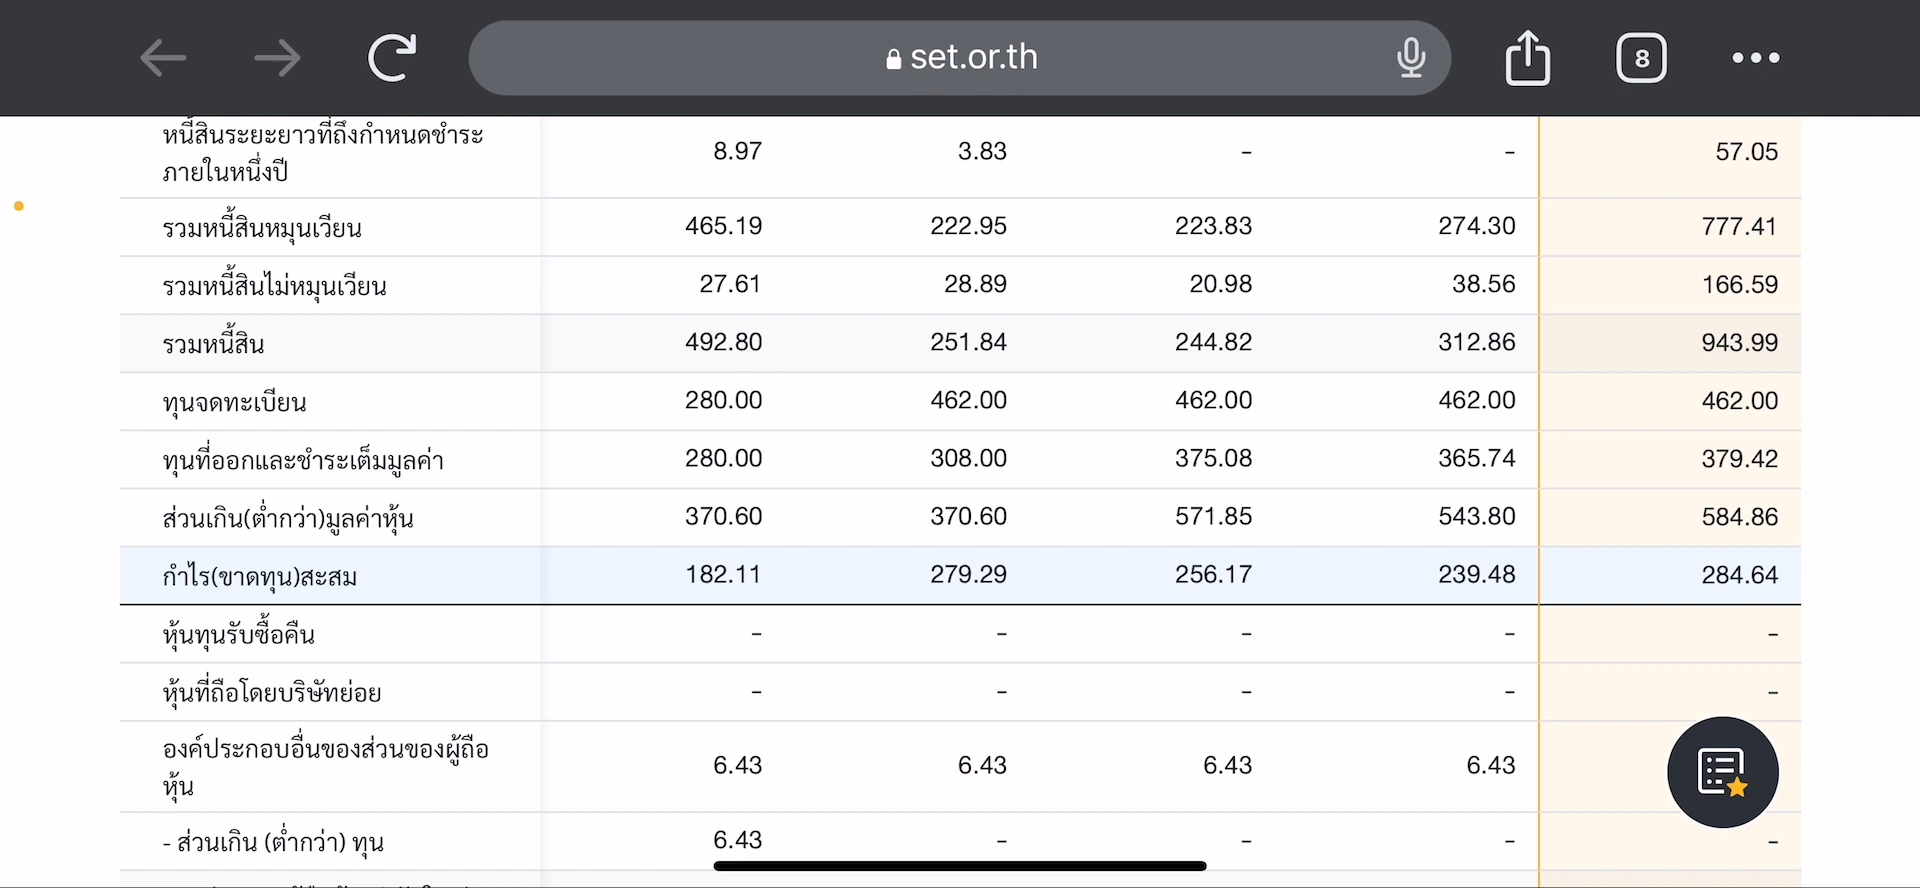 set.or.th
8
หนี้สินระยะยาวที่ถึงกำหนดชำระ
ภายในหนึ่งปี
8.97 3.83 - - 57.05
รวมหนี้สินหมุนเวียน 465.19 222.95 223.83 274.30 777.41
รวมหนี้สินไม่หมุนเวียน 27.61 28.89 20.98 38.56 166.59
รวมหนี้สิน 492.80 251.84 244.82 312.86 943.99
ทุนจดทะเบียน 280.00 462.00 462.00 462.00 462.00
ทุนที่ออกและชำระเต็มมูลค่า 280.00 308.00 375.08 365.74 379.42
ส่วนเกิน(ต่ำกว่า)มูลค่าหุ้น 370.60 370.60 571.85 543.80 584.86
กำไร(ขาดทุน)สะสม 182.11 279.29 256.17 239.48 284.64
หุ้นทุนรับซื้อคืน - - - - -
หุ้นที่ถือโดยบริษัทย่อย - - - - -
องค์ประกอบอื่นของส่วนของผู้ถือ
หุ้น
6.43 6.43 6.43 6.43
- ส่วนเกิน (ต่ำกว่า) ทุน 6.43 - - - -